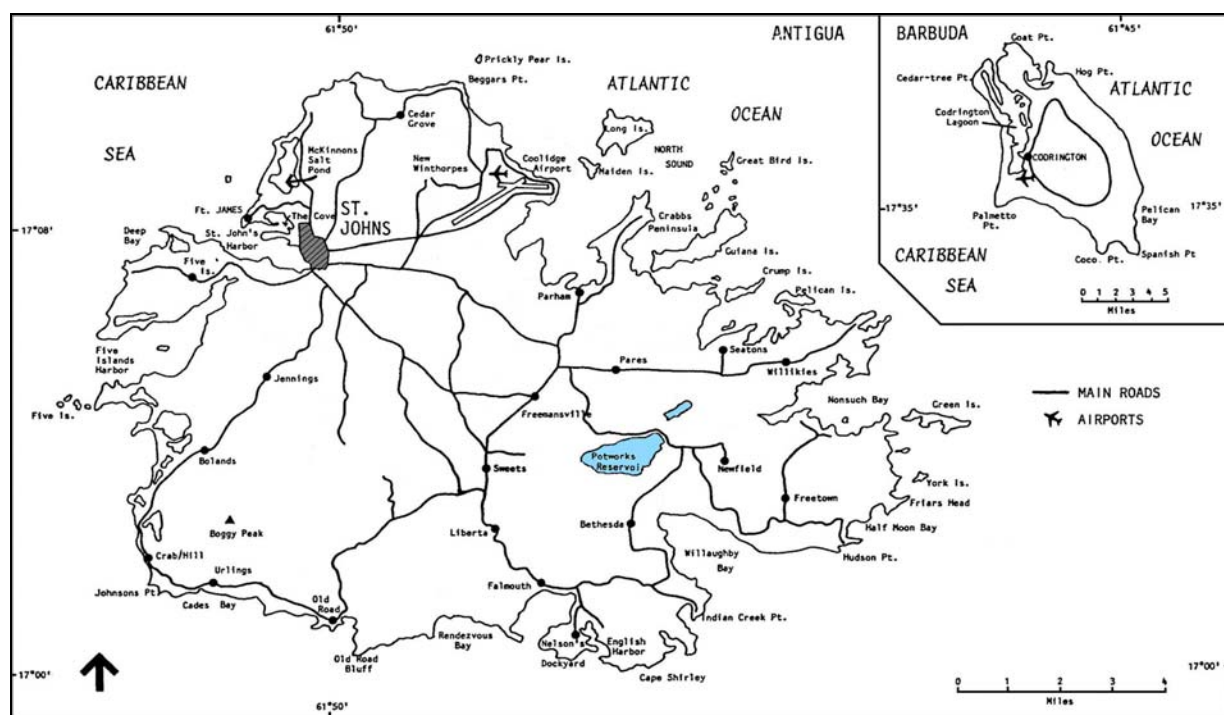 61°50'
ANTIGUA
BARBUDA
61°45'
Goat Pt.
Prickly Pear Is.
Beggars Pt.
CARIBBEAN
ATLANTIC
Cedar-tree Pt.
Hog Pt.
ATLANTIC
Cedar
Grove
OCEAN
Codrington
Lagoon
OCEAN
Long Is.
SEA
McKinnons
Salt
Pond
New
Winthorpes
Coolidge
Airport
NORTH
SOUND
Great Bird Is.
CODRINGTON
Maiden Is.
Ft. JAMES
The Cove
ST.
JOHNS
Crabbs
Peninsula
17°35'
Palmetto
Pt.
Pelican
Bay
17°35'
17°08'
Deep
Bay
St. John's
Harbor
Guiana Is.
CARIBBEAN
SEA
Coco. Pt.
Spanish Pt
Five
Is.
Crump Is.
Parham
Pelican Is.
0 1 2 3 4 5
Miles
Five
Islands
Harbor
Seatons
Pares
Willikies
Jennings
MAIN ROADS
Five Is.
Freemansville
Nonsuch Bay
Green Is.
AIRPORTS
Bolands
Sweets
Potworks
Reservoi
Newfield
York Is.
Freetown
Friars Head
Boggy Peak
Liberta
Bethesda
Half Moon Bay
Crab/Hill
Willaughby
Bay
Hudson Pt.
Urlings
Johnsons Pt.
Cades Bay
Old
Road
Falmouth
Indian Creek Pt.
Rendezvous
Bay
Nelson's
Dockyard
English
Harbor
Old Road
Bluff
Cape Shirley
17°00'
17°00'
0 1 2 3 4
Miles
61°50'